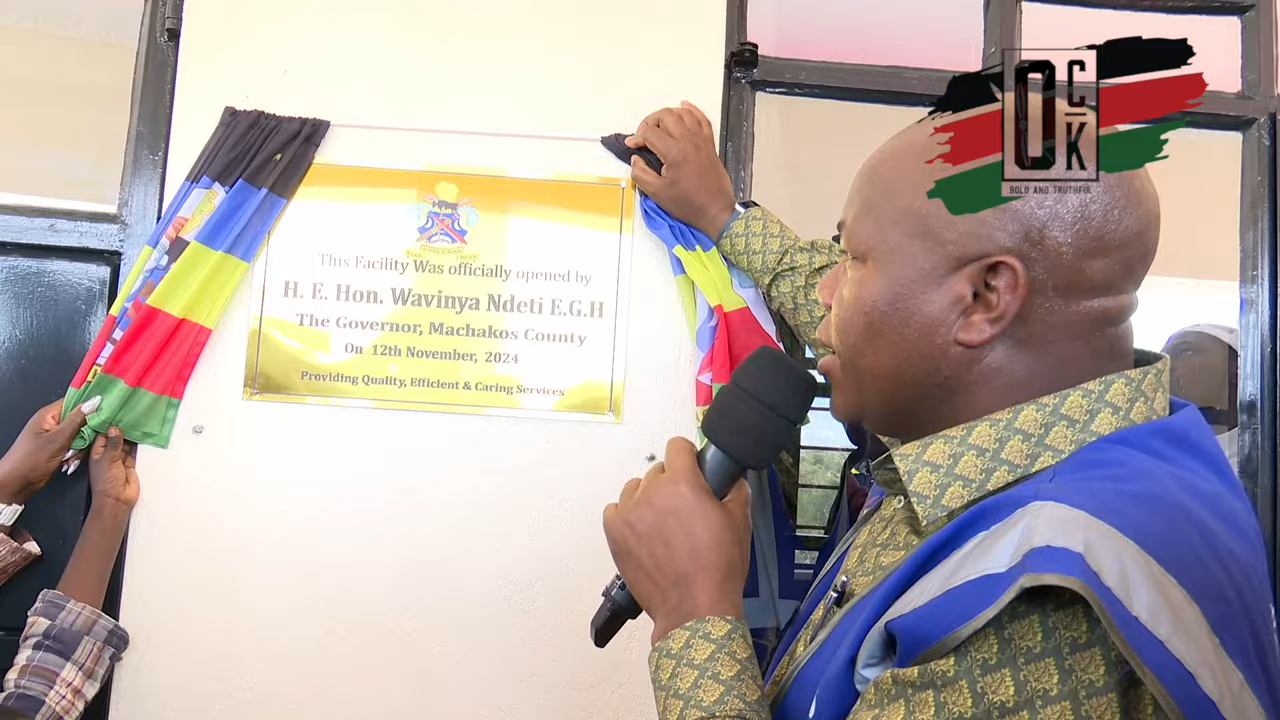 OCK
BOLD AND TRUTHFUL
This Facility Was officially opened by
H. E. Hon. Wavinya Ndeti E.G.H
The Governor, Machakos County
On 12th November, 2024
Providing Quality, Efficient & Caring Services